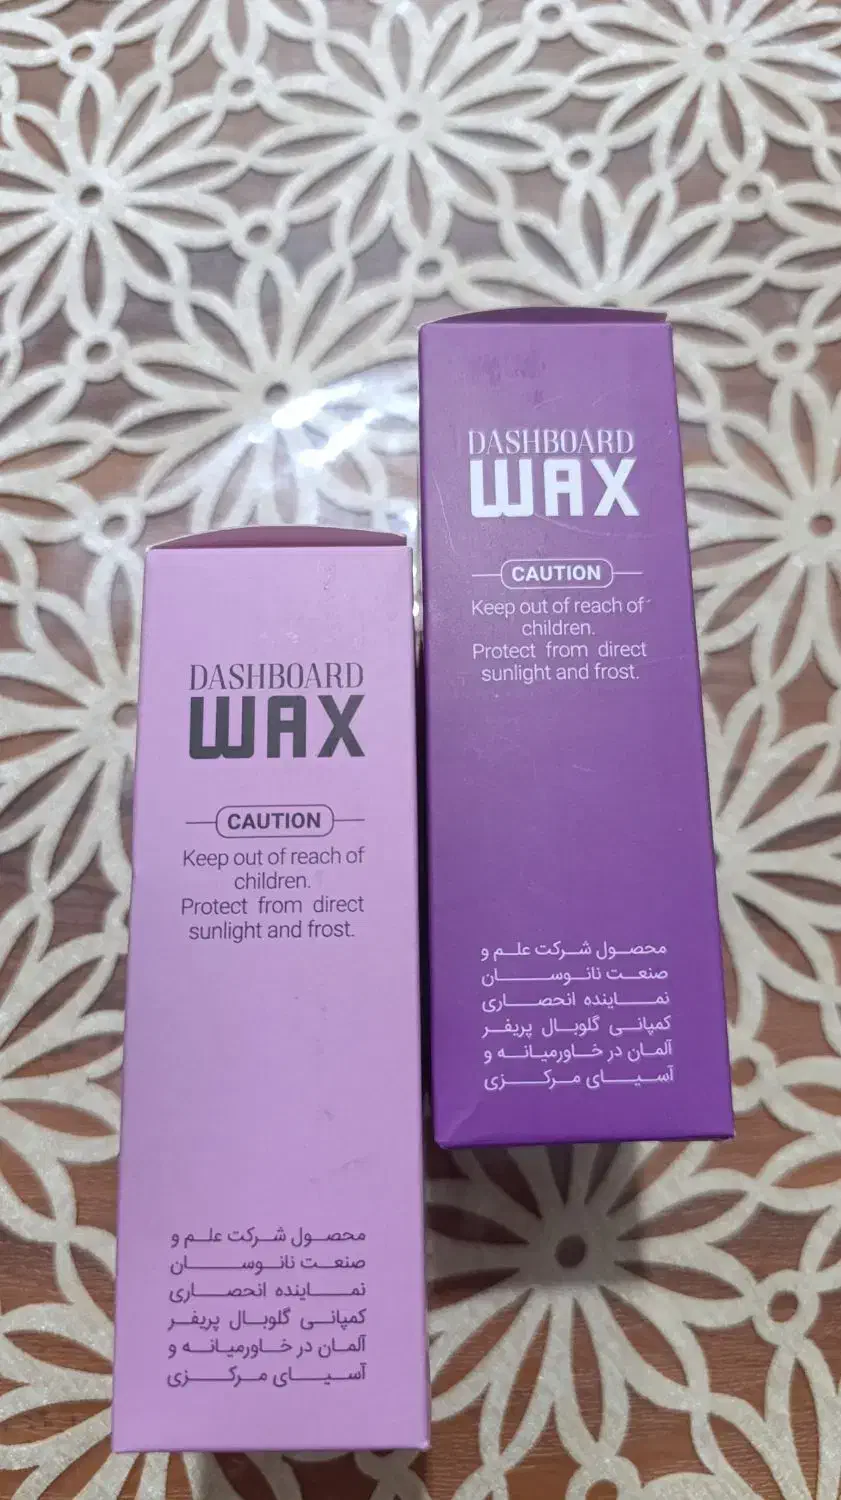 DASHBOARD
WAX
CAUTION
Keep out of reach of
children.
Protect from direct
sunlight and frost.
محصول شرکت علم و
صنعت نانوسان
نماینده انحصاری
کمپانی گلوبال پریفر
آلمان در خاورمیانه و
آسیای مرکزی
DASHBOARD
WAX
CAUTION
Keep out of reach of
children.
Protect from direct
sunlight and frost.
محصول شرکت علم و
صنعت نانوسان
نماینده انحصاری
کمپانی گلوبال پریفر
آلمان در خاورمیانه و
آسیای مرکزی